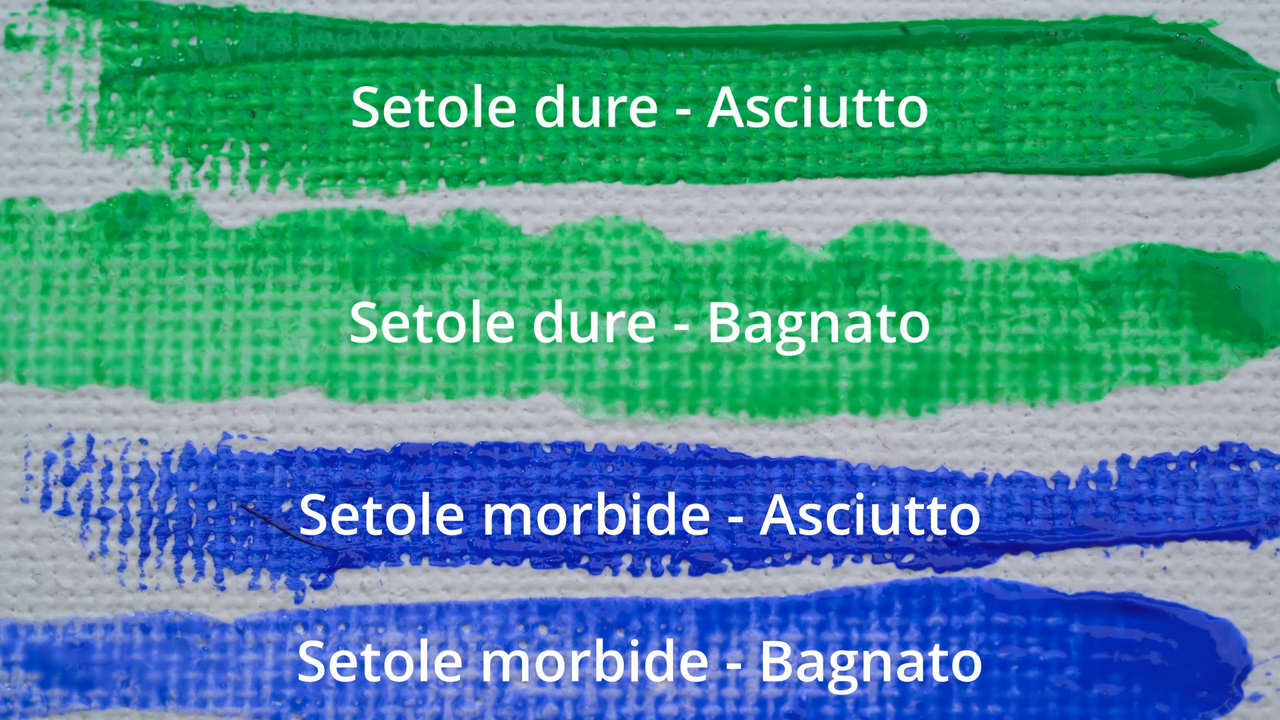 Setole dure - Asciutto
Setole dure - Bagnato
Setole morbide - Asciutto
Setole morbide - Bagnato